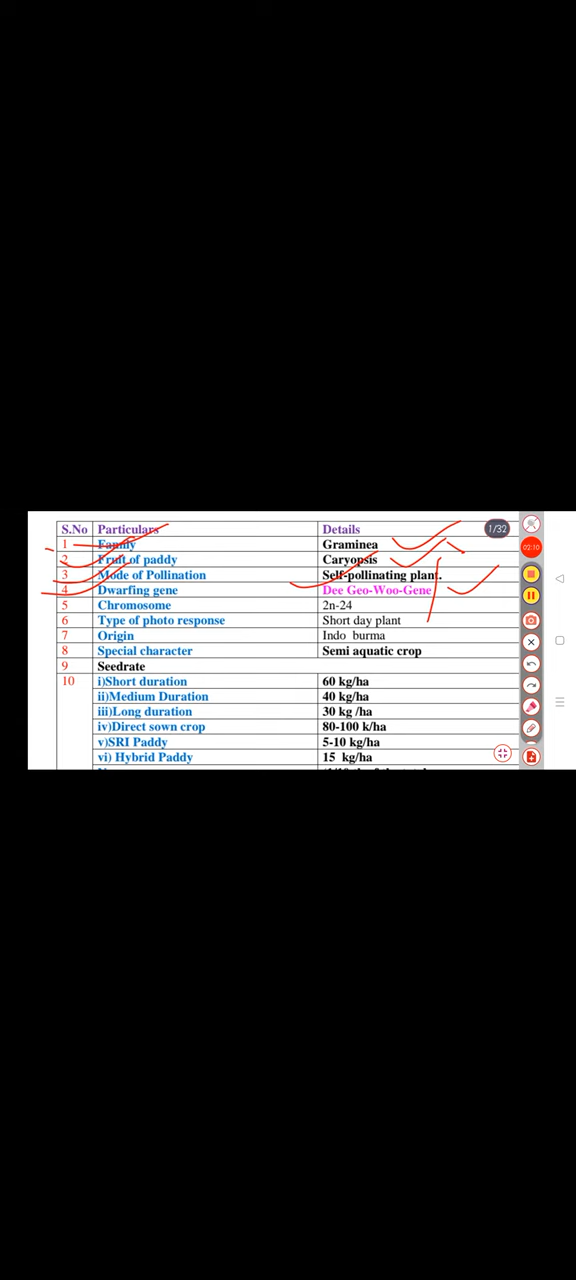 S.No Particulars Details 1/32
1 Family Graminea
02:10
2 Fruit of paddy Caryopsis
3 Mode of Pollination Self-pollinating plant.
4 Dwarfing gene Dee Geo-Woo-Gene
5 Chromosome 2n-24
6 Type of photo response Short day plant
7 Origin Indo burma
8 Special character Semi aquatic crop
9 Seedrate
10 i)Short duration 60 kg/ha
ii)Medium Duration 40 kg/ha
iii)Long duration 30 kg /ha
iv)Direct sown crop 80-100 k/ha
v)SRI Paddy 5-10 kg/ha
vi) Hybrid Paddy 15 kg/ha